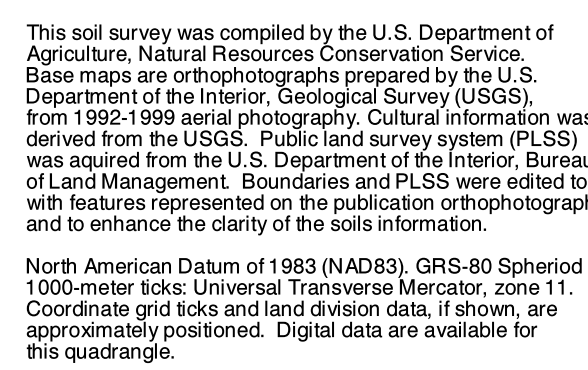 This soil survey was compiled by the U.S. Department of
Agriculture, Natural Resources Conservation Service.
Base maps are orthophotographs prepared by the U.S.
Department of the Interior, Geological Survey (USGS),
from 1992-1999 aerial photography. Cultural information was
derived from the USGS.  Public land survey system (PLSS)
was aquired from the U.S. Department of the Interior, Bureau
of Land Management.  Boundaries and PLSS were edited to
with features represented on the publication orthophotograph
and to enhance the clarity of the soils information.

North American Datum of 1983 (NAD83). GRS-80 Spheriod
1000-meter ticks: Universal Transverse Mercator, zone 11.
Coordinate grid ticks and land division data, if shown, are
approximately positioned.  Digital data are available for
this quadrangle.